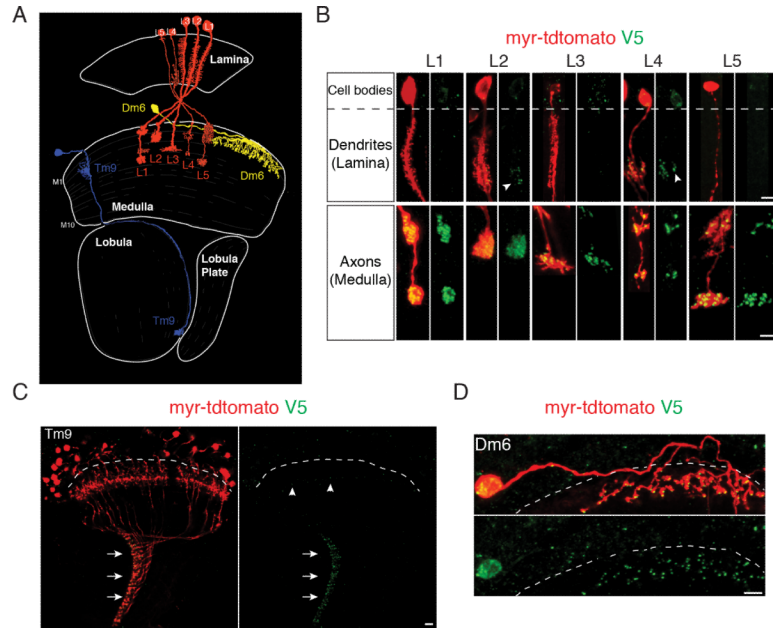 A
L5 L4 L3 L2 L1
Lamina
Dm6
Tm9
L1 L2 L3 L4 L5
Dm6
M1
Medulla
M10
Lobula
Lobula
Plate
Tm9
B
myr-tdtomato V5
L1 L2 L3 L4 L5
Cell bodies
Dendrites
(Lamina)
Axons
(Medulla)
C
myr-tdtomato V5
Tm9
D
myr-tdtomato V5
Dm6